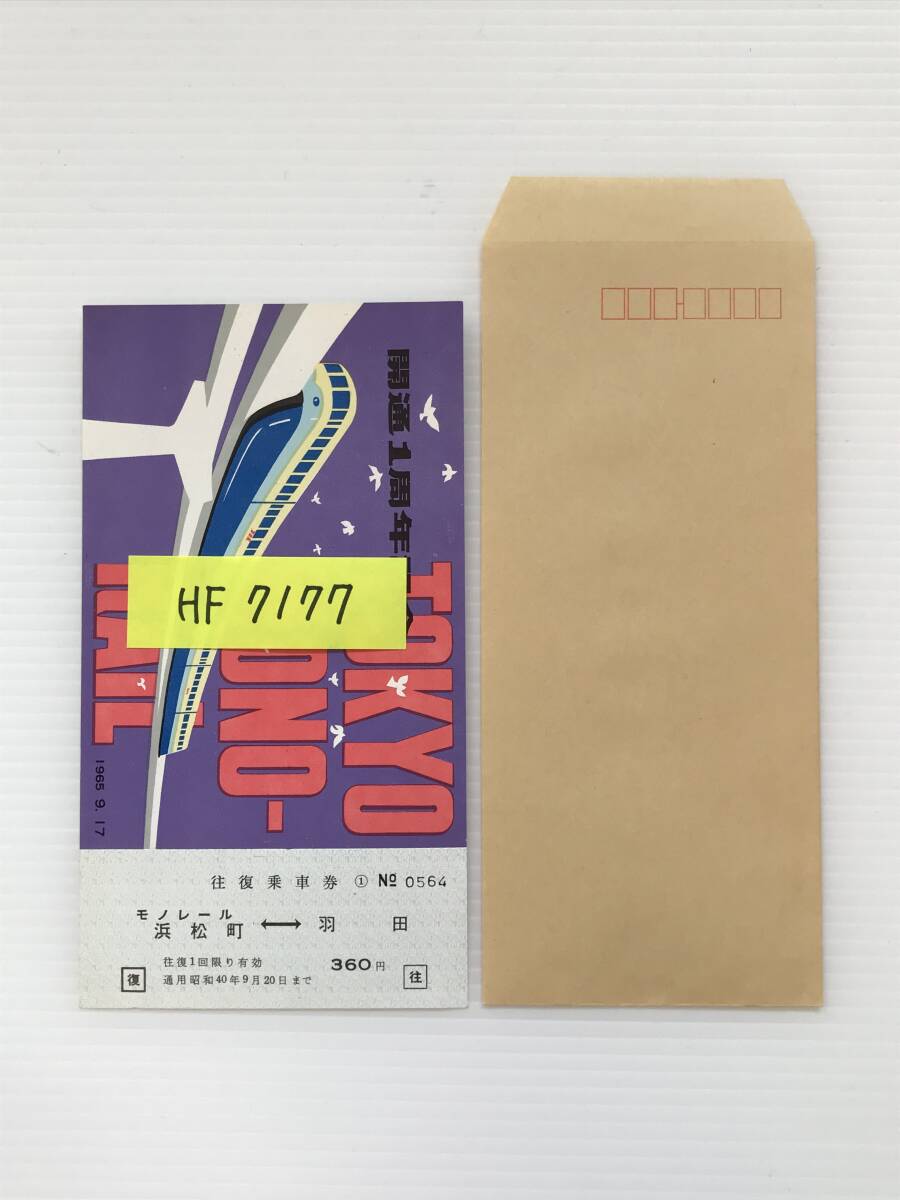 開通1周年記念
TOKYO
MONO-
RAIL
HF 7177
1965 9. 17
往復乗車券 ① № 0564
モノレール
浜松町 ⟷ 羽田
往復1回限り有効 360円
復 通用昭和40年9月20日まで 往